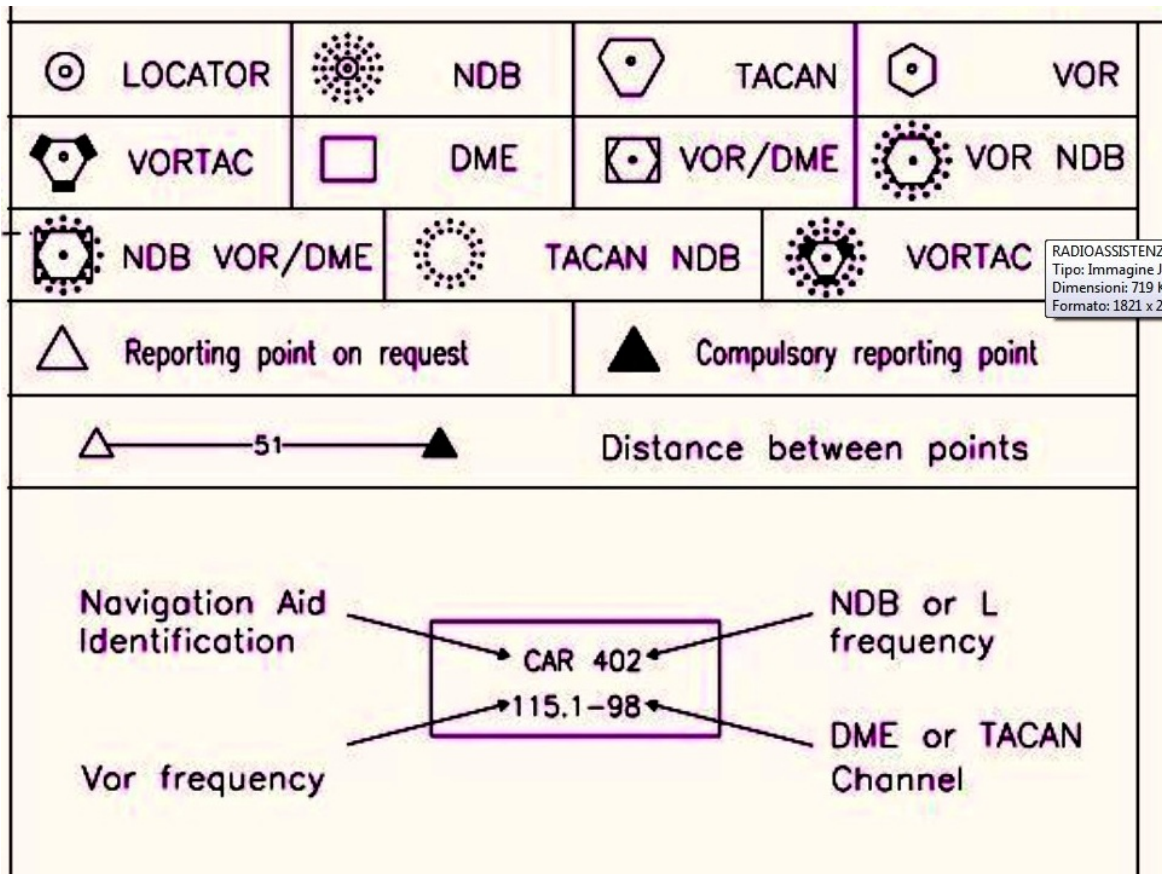 LOCATOR
NDB
TACAN
VOR
VORTAC
DME
VOR/DME
VOR NDB
NDB VOR/DME
TACAN NDB
VORTAC
RADIOASSISTENZ
Tipo: Immagine J
Dimensioni: 719 K
Formato: 1821 x 2
Reporting point on request
Compulsory reporting point
51
Distance between points
Navigation Aid
Identification
NDB or L
frequency
CAR 402
115.1-98
Vor frequency
DME or TACAN
Channel